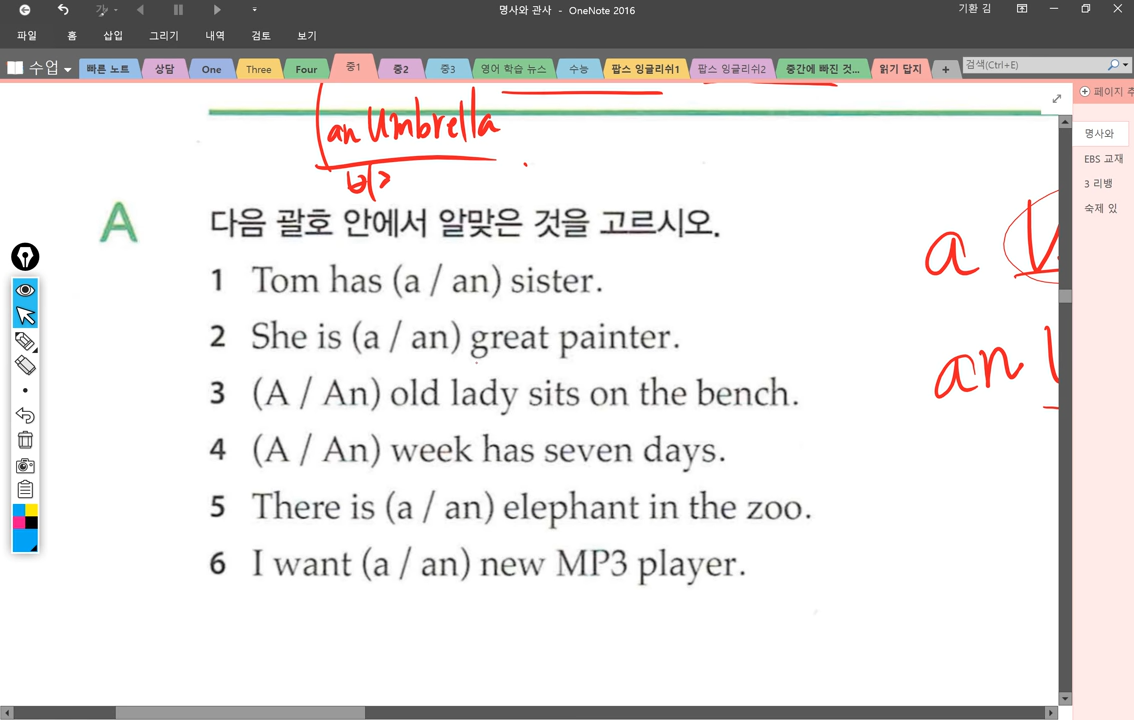 명사와 관사 - OneNote 2016
기환 김
파일 홈 삽입 그리기 내역 검토 보기
수업 빠른 노트 상담 One Three Four 중1 중2 중3 영어 학습 뉴스 수능 팝스 잉글리쉬1 팝스 잉글리쉬2 중간에 빠진 것... 읽기 답지 + 검색(Ctrl+E)
페이지 추
명사와
EBS 교재
3 리뱅
숙제 있
an umbrella
A 다음 괄호 안에서 알맞은 것을 고르시오.
1 Tom has (a / an) sister.
2 She is (a / an) great painter.
3 (A / An) old lady sits on the bench.
4 (A / An) week has seven days.
5 There is (a / an) elephant in the zoo.
6 I want (a / an) new MP3 player.
a
an